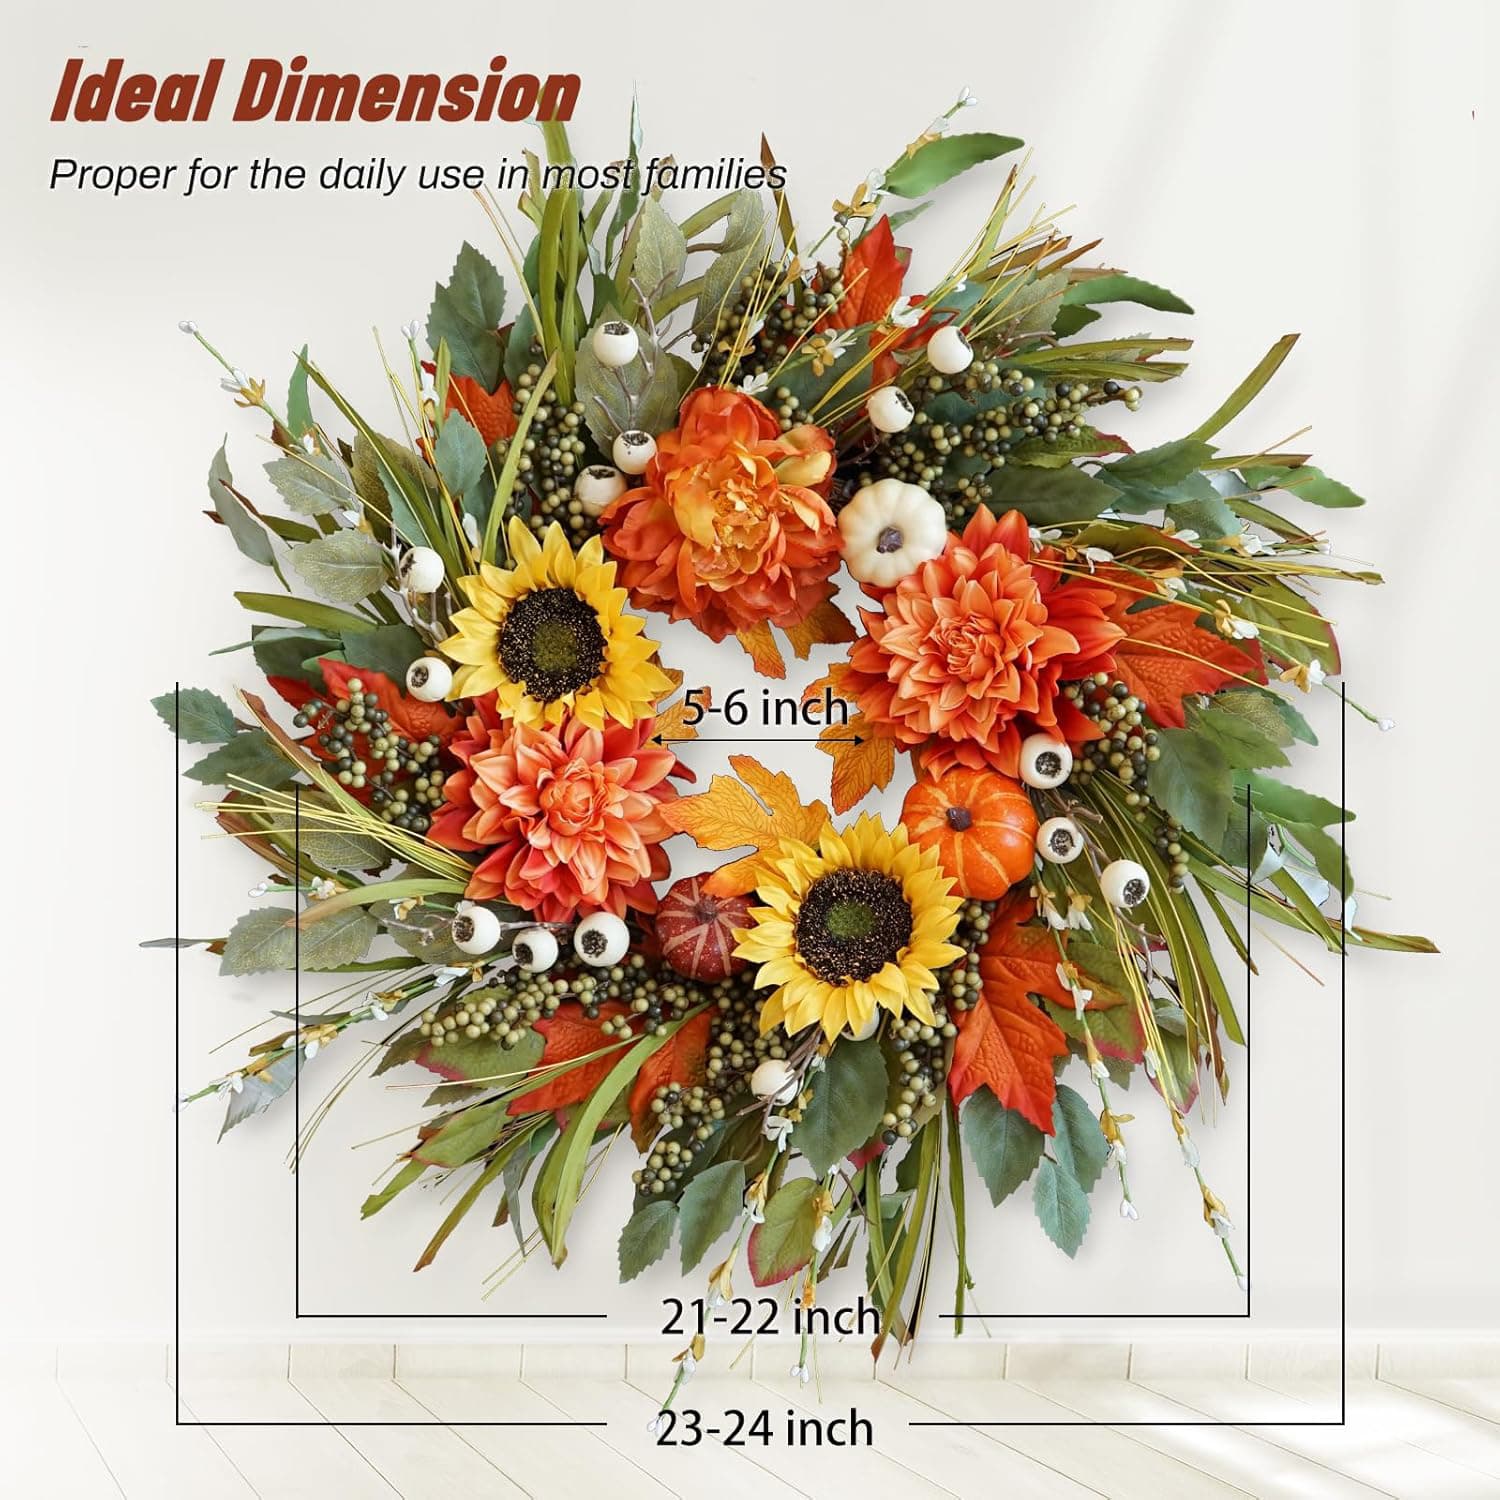 Ideal Dimension
Proper for the daily use in most families
5-6 inch
21-22 inch
23-24 inch